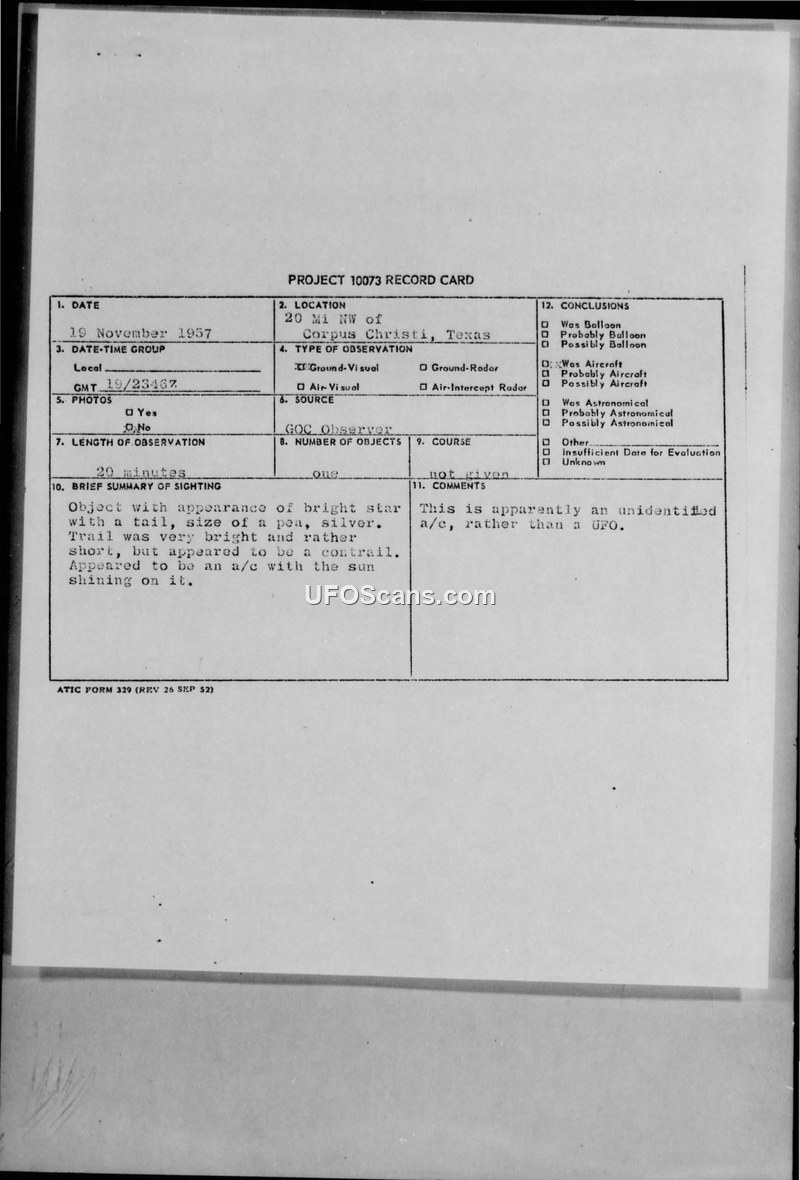 PROJECT 10073 RECORD CARD
1. DATE
19 November 1957
2. LOCATION
20 Mi NW of
Corpus Christi, Texas
3. DATE-TIME GROUP
Local
GMT 19/2346Z
4. TYPE OF OBSERVATION
Ground-Visual
Ground-Radar
Air-Visual
Air-Intercept Radar
5. PHOTOS
Yes
No
6. SOURCE
GOC Observer
7. LENGTH OF OBSERVATION
20 minutes
8. NUMBER OF OBJECTS
one
9. COURSE
not given
10. BRIEF SUMMARY OF SIGHTING
Object with appearance of bright star
with a tail, size of a pea, silver.
Trail was very bright and rather
short, but appeared to be a contrail.
Appeared to be an a/c with the sun
shining on it.
11. COMMENTS
This is apparently an unidentified
a/c, rather than a UFO.
12. CONCLUSIONS
Was Balloon
Probably Balloon
Possibly Balloon
Was Aircraft
Probably Aircraft
Possibly Aircraft
Was Astronomical
Probably Astronomical
Possibly Astronomical
Other
Insufficient Data for Evaluation
Unknown
UFOScans.com
ATIC FORM 329 (REV 26 SEP 52)